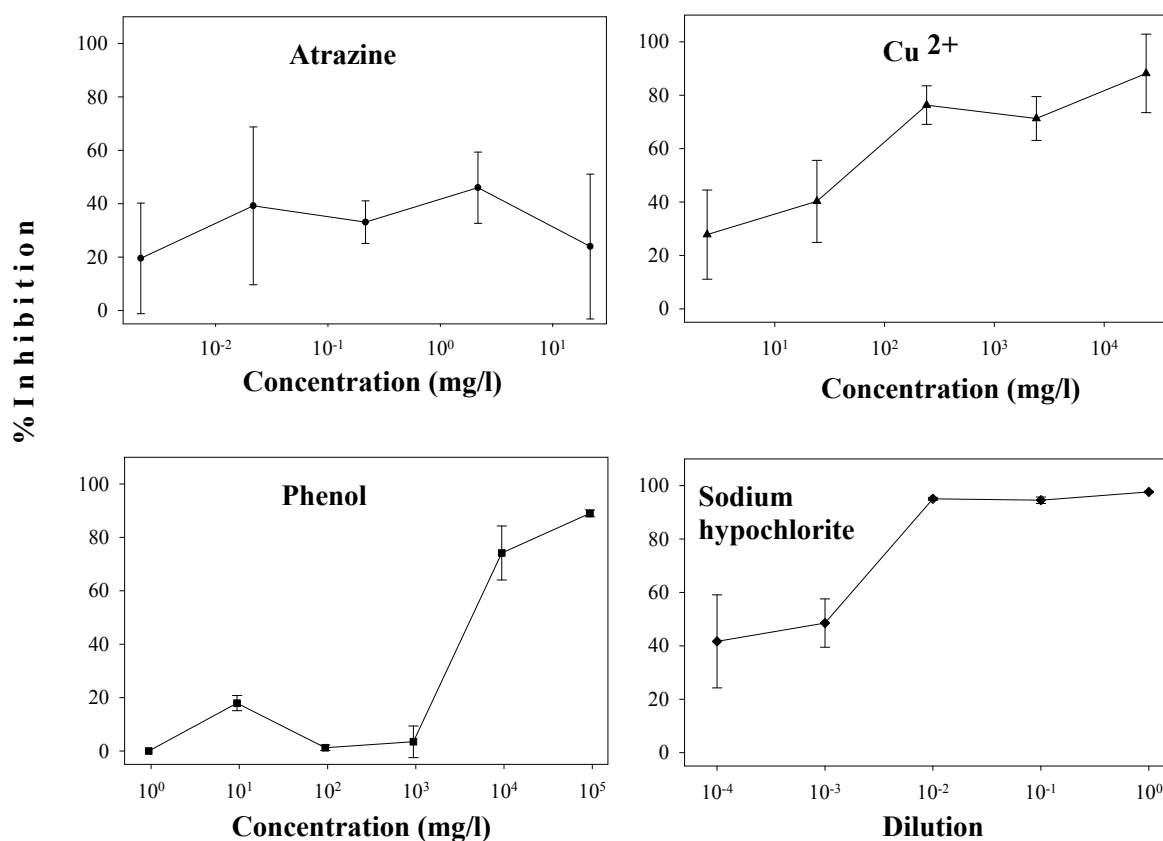 % Inhibition
Atrazine
100
80
60
40
20
0
10⁻² 10⁻¹ 10⁰ 10¹
Concentration (mg/l)
Cu 2+
100
80
60
40
20
0
10¹ 10² 10³ 10⁴
Concentration (mg/l)
Phenol
100
80
60
40
20
0
10⁰ 10¹ 10² 10³ 10⁴ 10⁵
Concentration (mg/l)
Sodium
hypochlorite
100
80
60
40
20
0
10⁻⁴ 10⁻³ 10⁻² 10⁻¹ 10⁰
Dilution